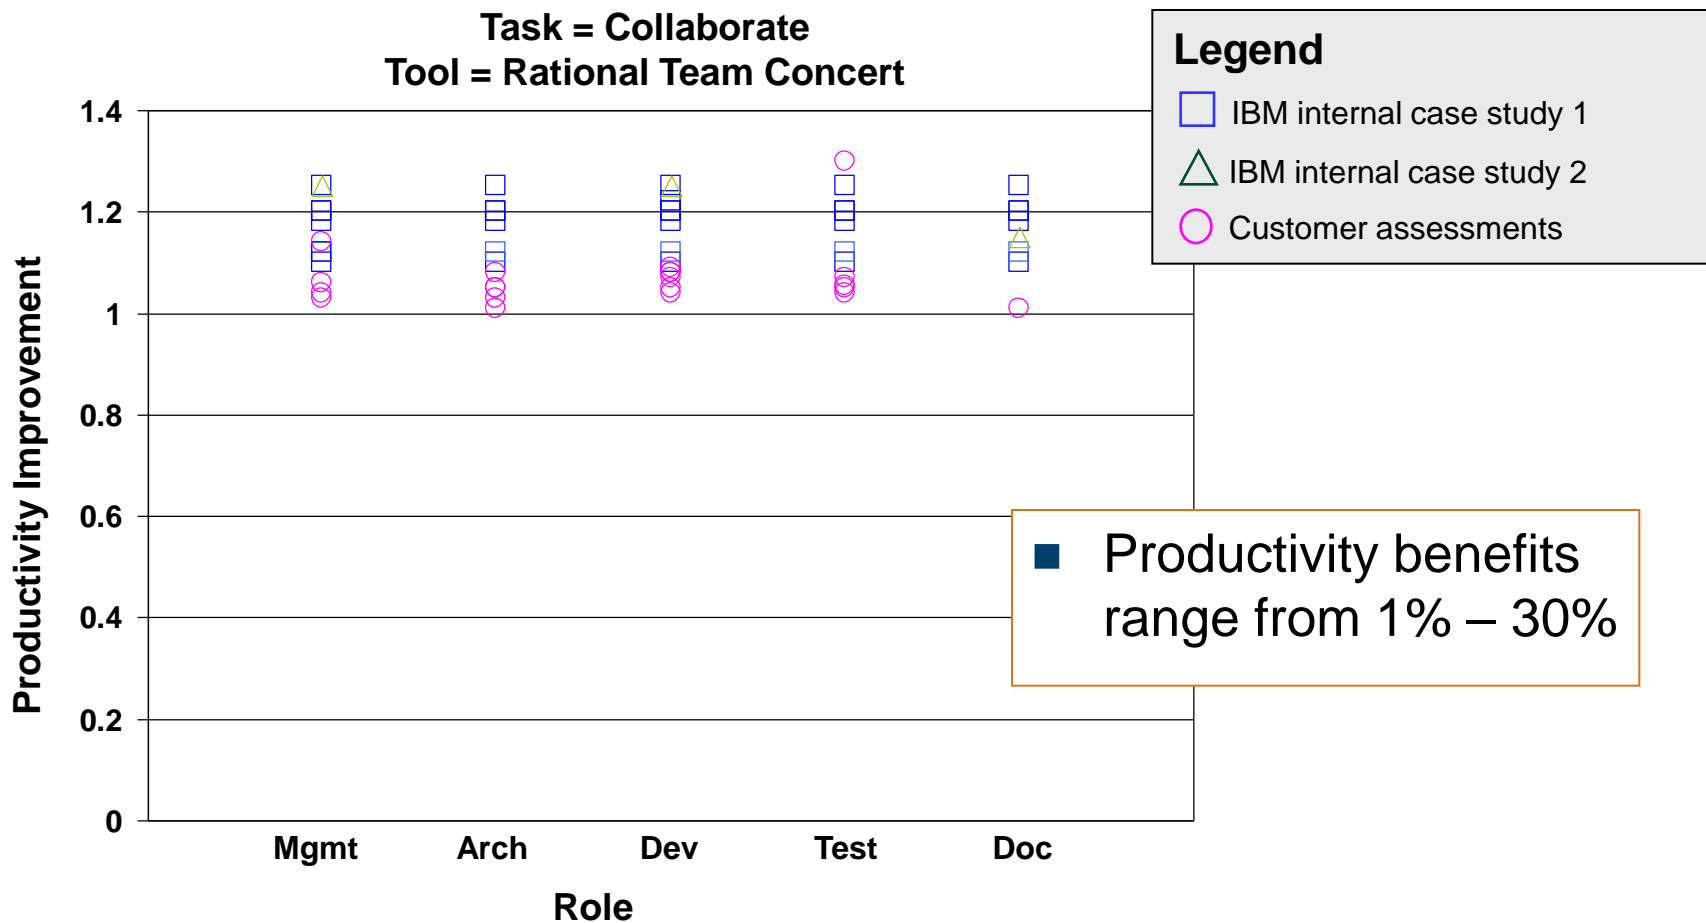 Task = Collaborate
Tool = Rational Team Concert
Legend
IBM internal case study 1
IBM internal case study 2
Customer assessments
Productivity Improvement
1.4
1.2
1
0.8
0.6
0.4
0.2
0
Productivity benefits
range from 1% – 30%
Mgmt
Arch
Dev
Test
Doc
Role